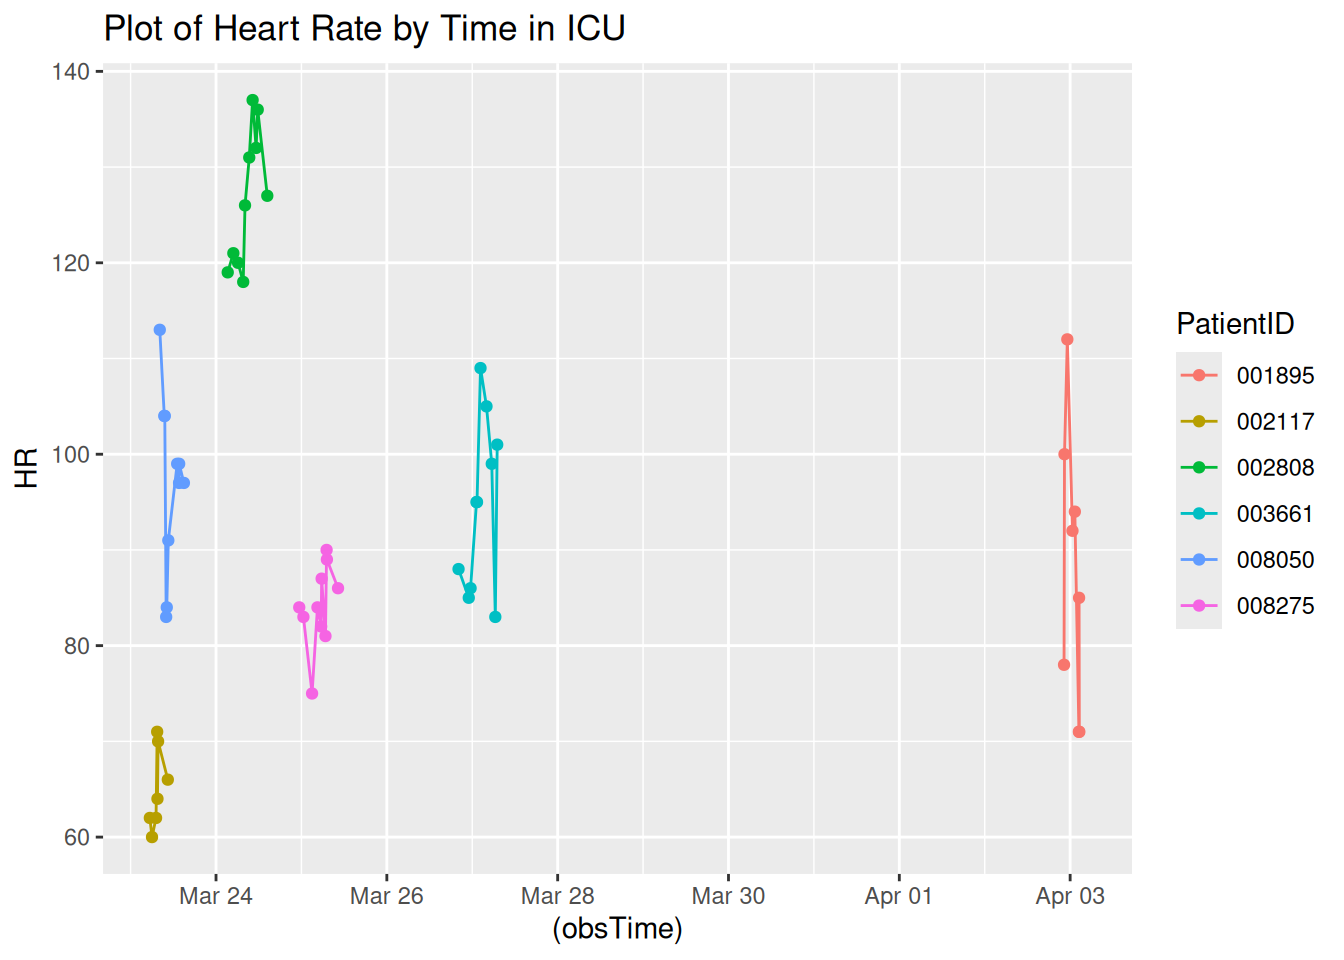 Plot of Heart Rate by Time in ICU
140
120
100
80
60
HR
Mar 24 Mar 26 Mar 28 Mar 30 Apr 01 Apr 03
(obsTime)
PatientID
001895
002117
002808
003661
008050
008275